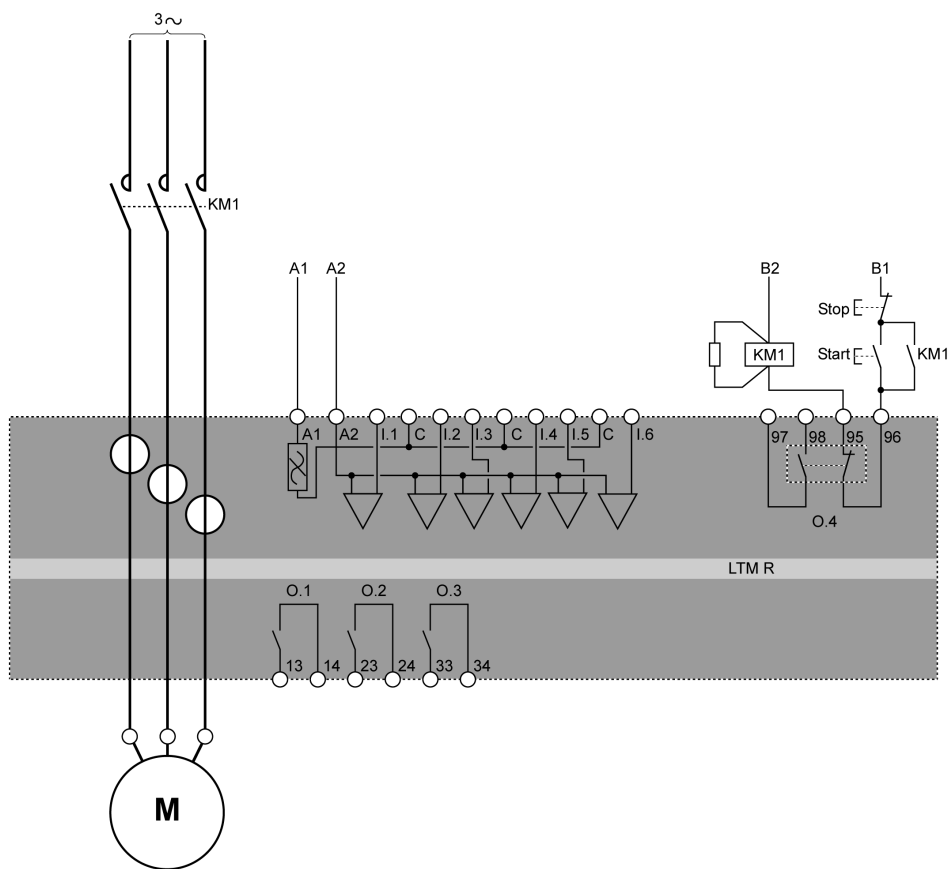 3~
KM1
A1 A2 B2 B1
Stop
KM1 Start KM1
A1 A2 I.1 C I.2 I.3 C I.4 I.5 C I.6 97 98 95 96
O.4
LTM R
O.1 O.2 O.3
13 14 23 24 33 34
M